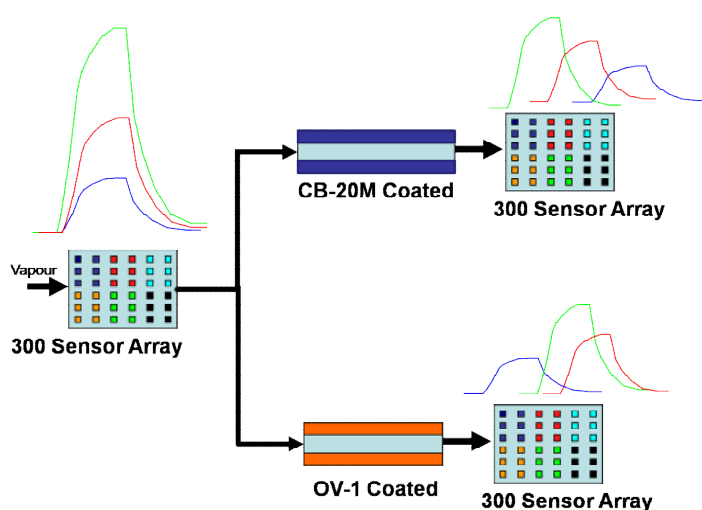 CB-20M Coated
300 Sensor Array
Vapour
300 Sensor Array
OV-1 Coated
300 Sensor Array